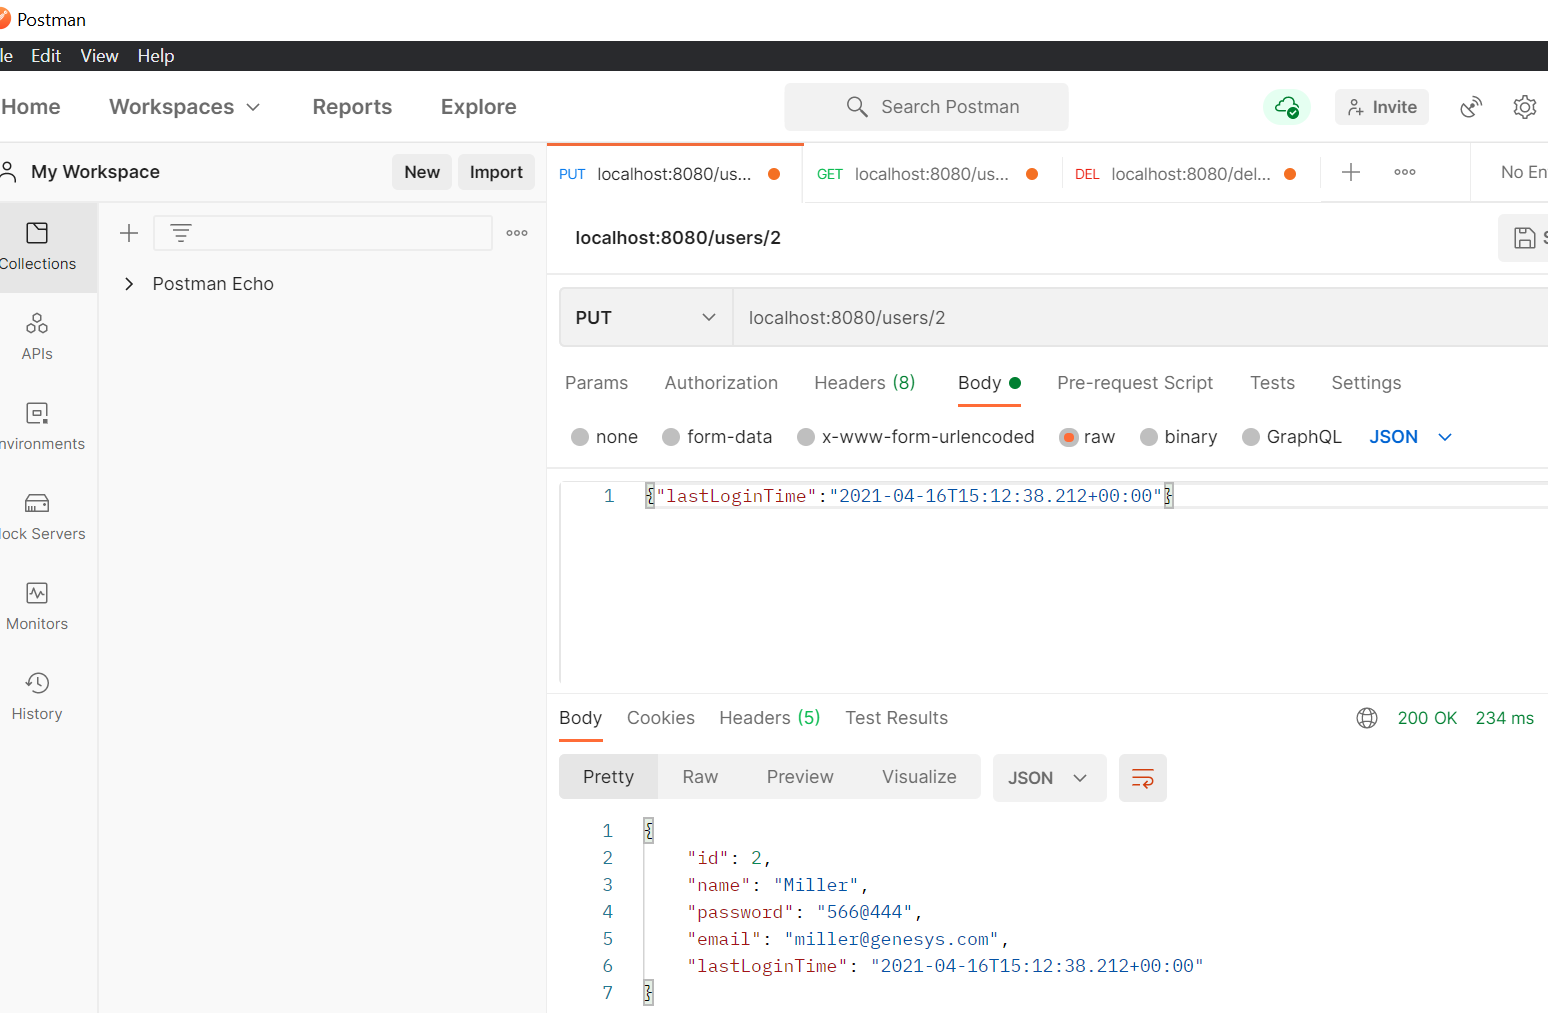 Postman
le Edit View Help
Home Workspaces Reports Explore Search Postman Invite
My Workspace New Import
PUT localhost:8080/us... GET localhost:8080/us... DEL localhost:8080/del... No En
localhost:8080/users/2 S
Collections
Postman Echo
PUT localhost:8080/users/2
APIs
Params Authorization Headers (8) Body Pre-request Script Tests Settings
none form-data x-www-form-urlencoded raw binary GraphQL JSON
nvironments
1 {"lastLoginTime":"2021-04-16T15:12:38.212+00:00"}
lock Servers
Monitors
History
Body Cookies Headers (5) Test Results 200 OK 234 ms
Pretty Raw Preview Visualize JSON
1 {
2 "id": 2,
3 "name": "Miller",
4 "password": "566@444",
5 "email": "miller@genesys.com",
6 "lastLoginTime": "2021-04-16T15:12:38.212+00:00"
7 }